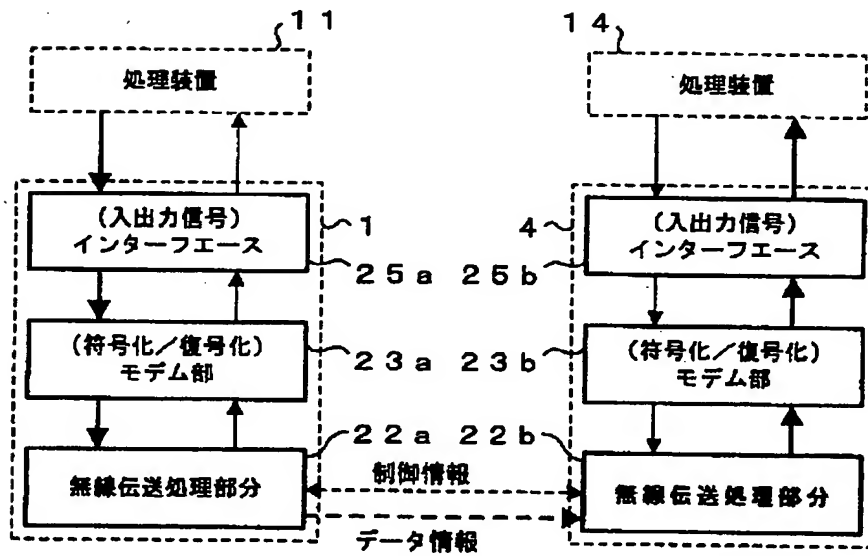 １１
１４
処理装置
処理装置
(入出力信号)
インターフエース
１
４
(入出力信号)
インターフエース
２５ａ ２５ｂ
(符号化／復号化)
モデム部
２３ａ ２３ｂ
(符号化／復号化)
モデム部
２２ａ ２２ｂ
無線伝送処理部分
制御情報
無線伝送処理部分
データ情報